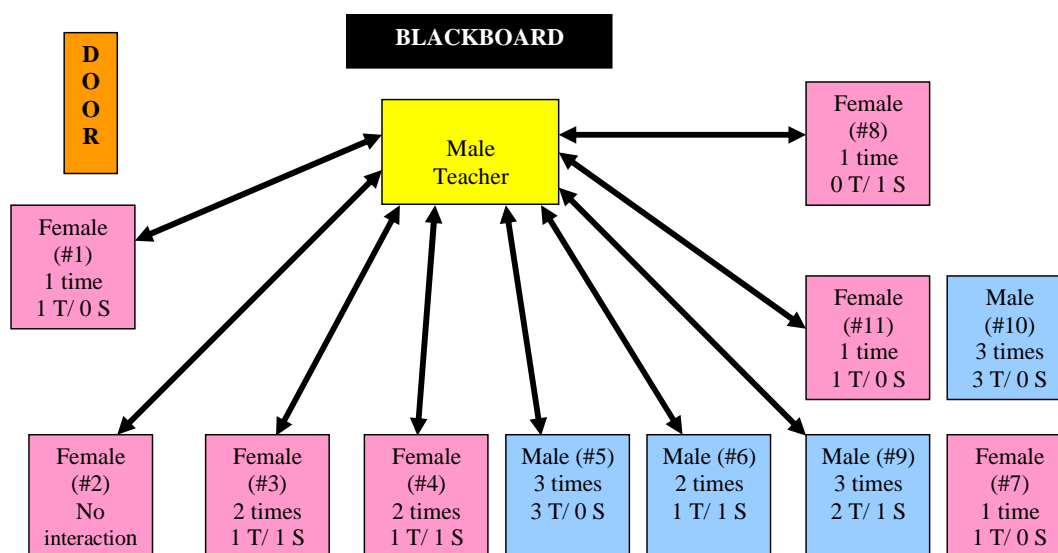 BLACKBOARD
D
O
O
R
Male
Teacher
Female
(#8)
1 time
0 T/ 1 S
Female
(#1)
1 time
1 T/ 0 S
Female
(#11)
1 time
1 T/ 0 S
Male
(#10)
3 times
3 T/ 0 S
Female
(#2)
No
interaction
Female
(#3)
2 times
1 T/ 1 S
Female
(#4)
2 times
1 T/ 1 S
Male (#5)
3 times
3 T/ 0 S
Male (#6)
2 times
1 T/ 1 S
Male (#9)
3 times
2 T/ 1 S
Female
(#7)
1 time
1 T/ 0 S